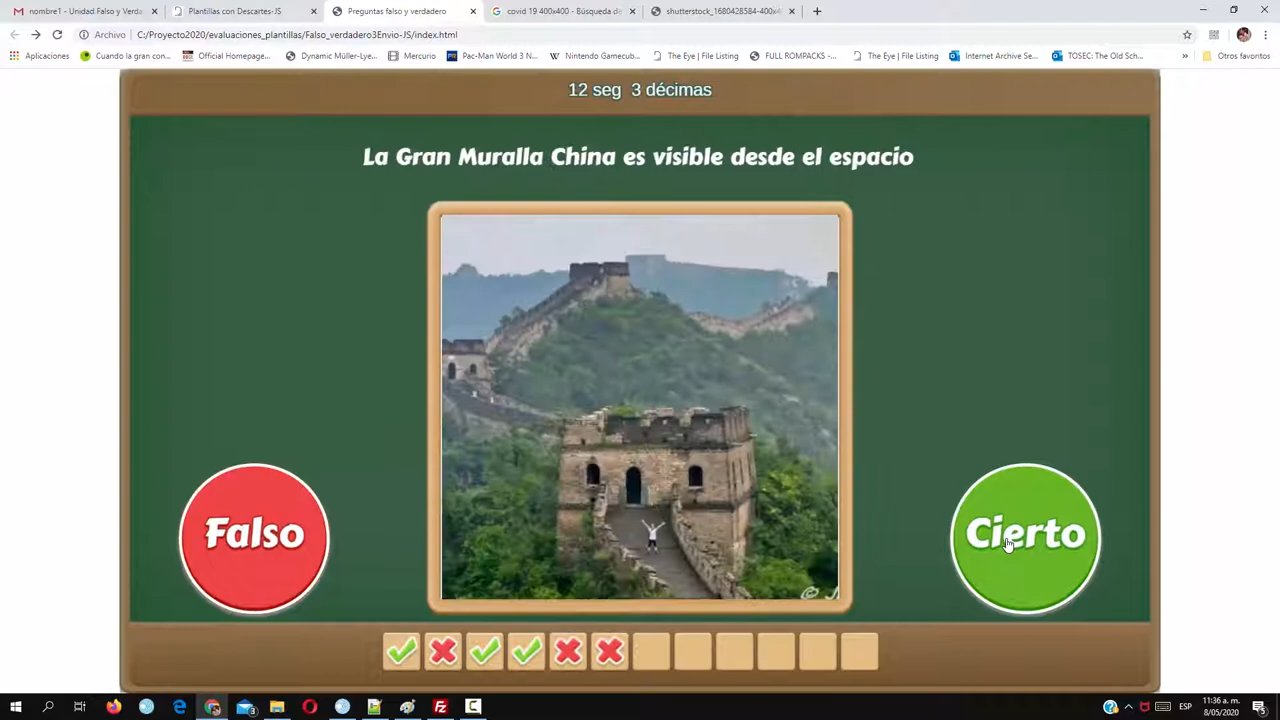 nombre1 - Unidad Falso y Verda
Plantillas con Descartes-JS
Preguntas falso y verdadero
covid 19 400x400 - Búsqueda de
shutterstock_1680428584-400x4
Archivo
C:/Proyecto2020/evaluaciones_plantillas/Falso_verdadero3Envio-JS/index.html
Aplicaciones
Cuando la gran con...
Official Homepage...
Dynamic Müller-Lye...
Mercurio
Pac-Man World 3 N...
Nintendo Gamecub...
The Eye | File Listing
FULL ROMPACKS -...
The Eye | File Listing
Internet Archive Se...
TOSEC: The Old Sch...
»
Otros favoritos
12 seg 3 décimas
La Gran Muralla China es visible desde el espacio
Falso
Cierto
© J
ESP
11:36 a. m.
8/05/2020